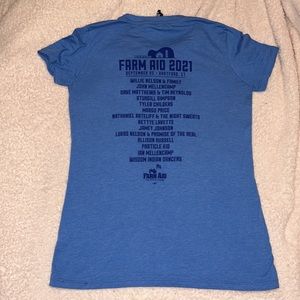 FARM AID 2021
SEPTEMBER 25 • HARTFORD, CT
WILLIE NELSON & FAMILY
JOHN MELLENCAMP
DAVE MATTHEWS & TIM REYNOLDS
STURGILL SIMPSON
TYLER CHILDERS
MARGO PRICE
NATHANIEL RATELIFF & THE NIGHT SWEATS
BETTYE LAVETTE
JAMEY JOHNSON
LUKAS NELSON & PROMISE OF THE REAL
ALLISON RUSSELL
PARTICLE KID
IAN MELLENCAMP
WISDOM INDIAN DANCERS
FARM AID